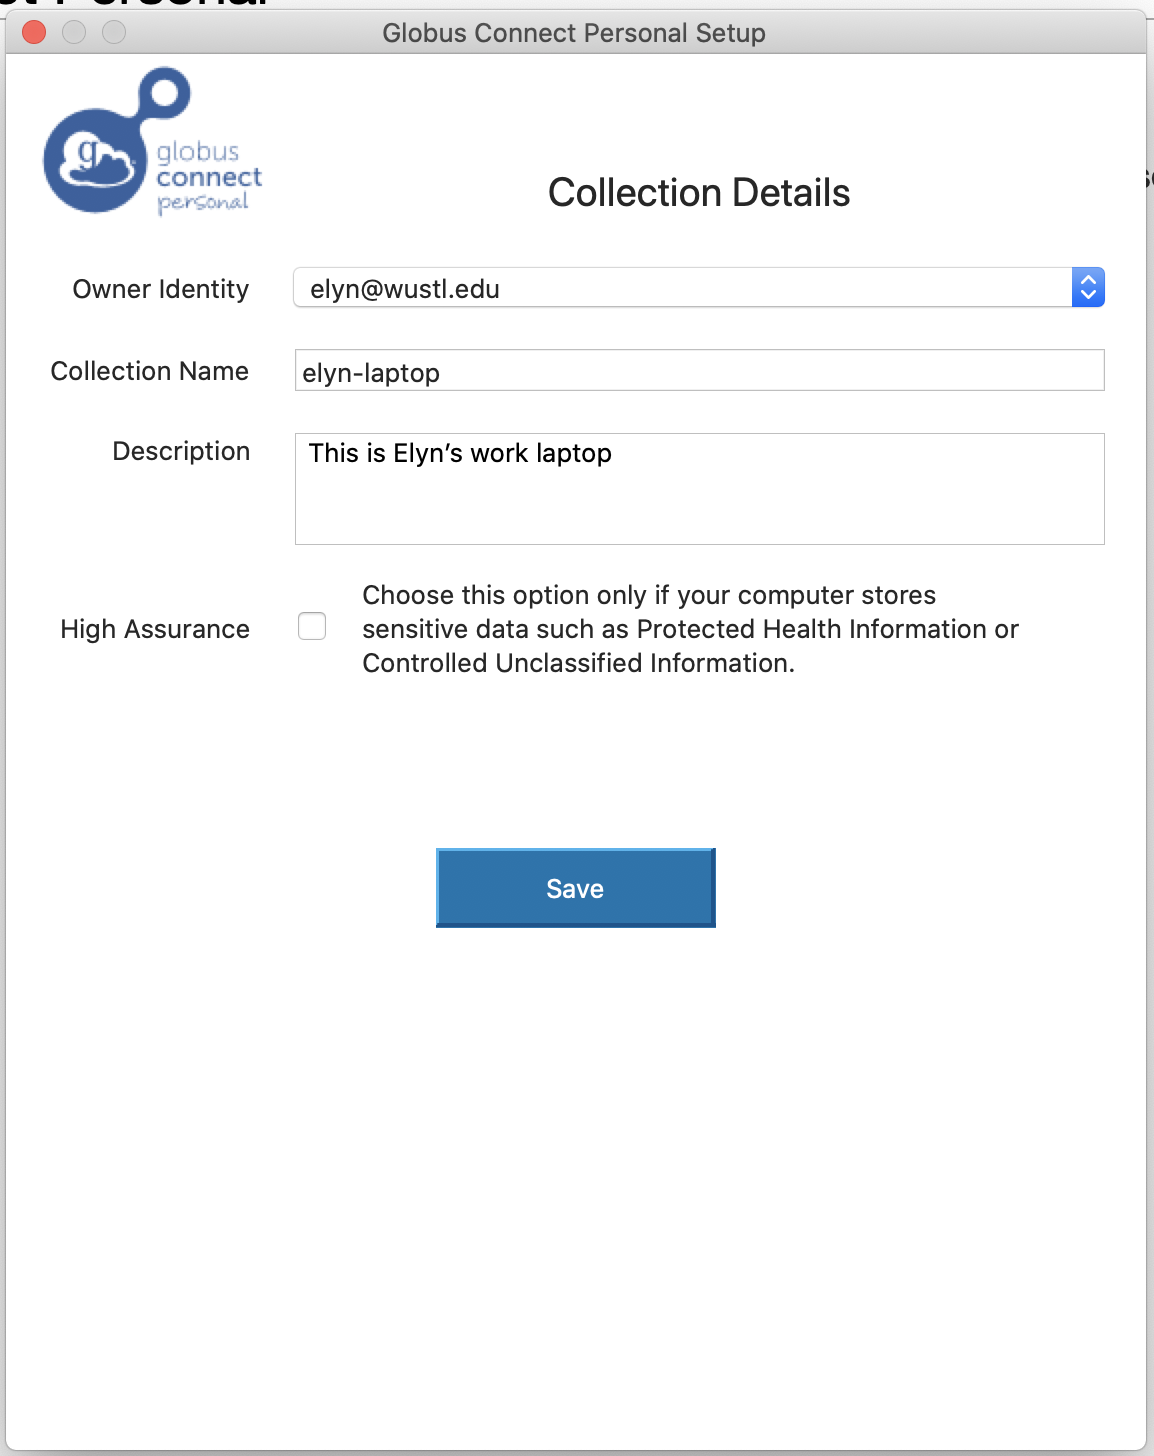 Personal
Globus Connect Personal Setup
g
globus
connect
personal
Collection Details
Owner Identity
elyn@wustl.edu
Collection Name
elyn-laptop
Description
This is Elyn’s work laptop
High Assurance
Choose this option only if your computer stores
sensitive data such as Protected Health Information or
Controlled Unclassified Information.
Save